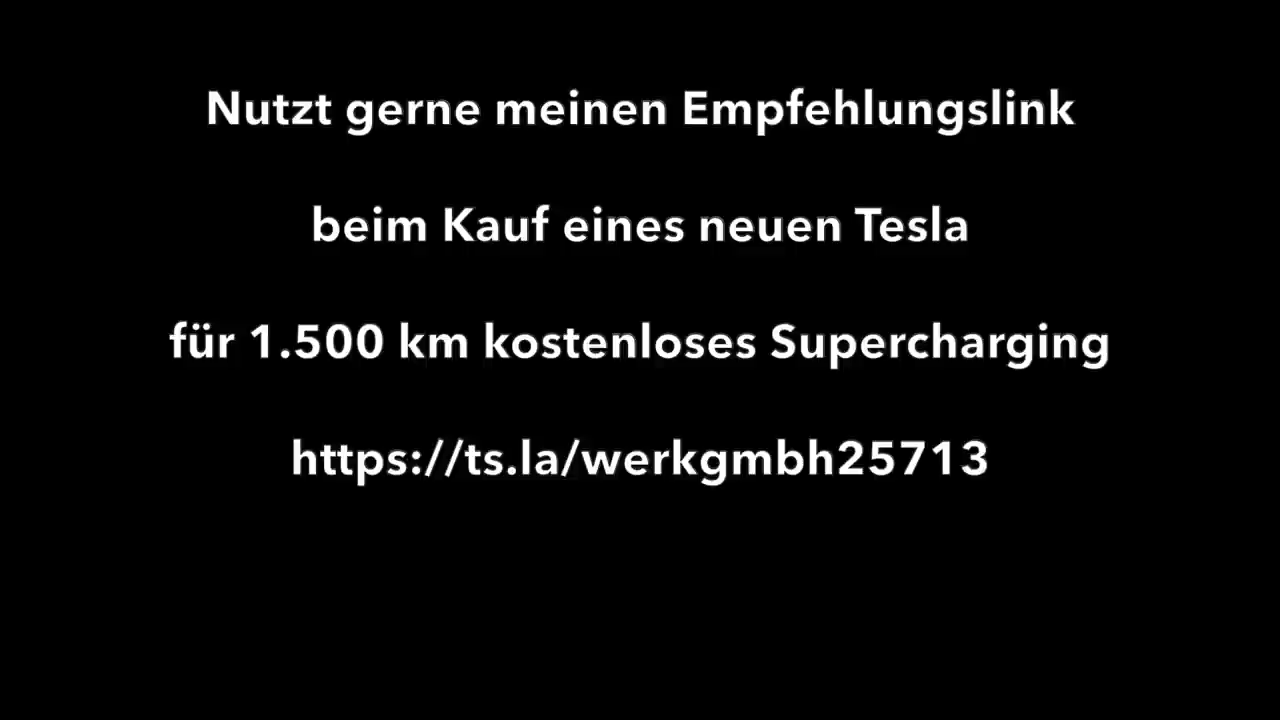 Nutzt gerne meinen Empfehlungslink
beim Kauf eines neuen Tesla
für 1.500 km kostenloses Supercharging
https://ts.la/werkgmbh25713